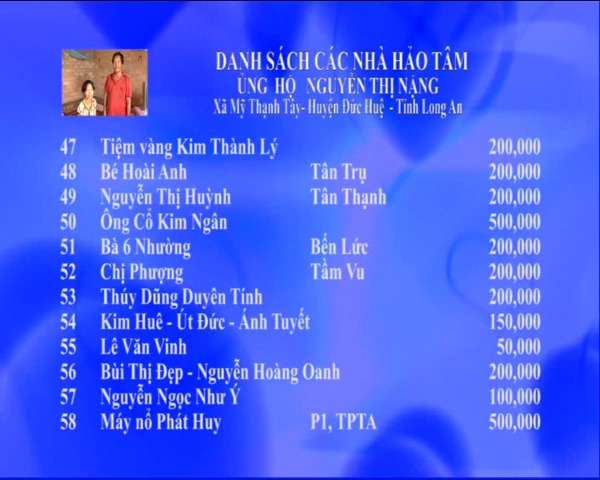 DANH SÁCH CÁC NHÀ HẢO TÂM
ỦNG HỘ NGUYỄN THỊ NẶNG
Xã Mỹ Thạnh Tây- Huyện Đức Huệ - Tỉnh Long An
47 Tiệm vàng Kim Thành Lý 200,000
48 Bé Hoài Anh Tân Trụ 200,000
49 Nguyễn Thị Huỳnh Tân Thạnh 200,000
50 Ông Cổ Kim Ngân 500,000
51 Bà 6 Nhường Bến Lức 200,000
52 Chị Phượng Tầm Vu 200,000
53 Thúy Dũng Duyên Tính 200,000
54 Kim Huê - Út Đức - Ánh Tuyết 150,000
55 Lê Văn Vinh 50,000
56 Bùi Thị Đẹp - Nguyễn Hoàng Oanh 200,000
57 Nguyễn Ngọc Như Ý 100,000
58 Máy nổ Phát Huy P1, TPTA 500,000